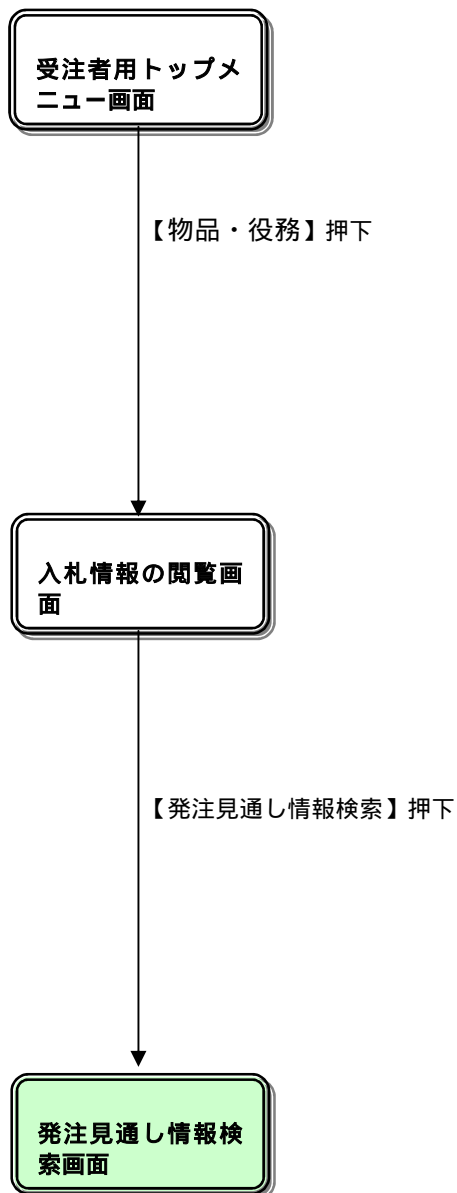 受注者用トップメ
ニュー画面
【物品・役務】押下
入札情報の閲覧画
面
【発注見通し情報検索】押下
発注見通し情報検
索画面